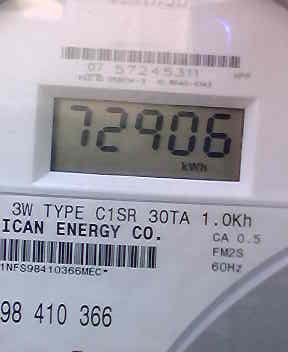 07 57245311
72906
kWh
3W TYPE C1SR 30TA 1.0Kh
ICAN ENERGY CO.
CA 0.5
FM2S
60Hz
1NFS98410366MEC*
98 410 366